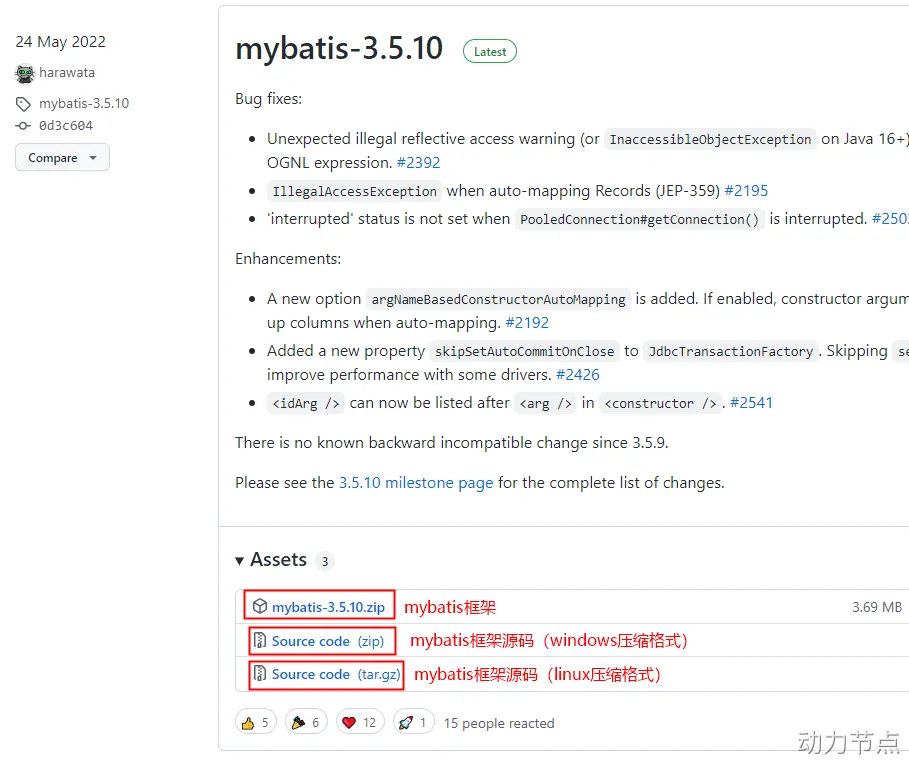 24 May 2022
harawata
mybatis-3.5.10
0d3c604
Compare
mybatis-3.5.10 Latest
Bug fixes:
Unexpected illegal reflective access warning (or InaccessibleObjectException on Java 16+)
OGNL expression. #2392
IllegalAccessException when auto-mapping Records (JEP-359) #2195
'interrupted' status is not set when PooledConnection#getConnection() is interrupted. #250
Enhancements:
A new option argNameBasedConstructorAutoMapping is added. If enabled, constructor argum
up columns when auto-mapping. #2192
Added a new property skipSetAutoCommitOnClose to JdbcTransactionFactory. Skipping se
improve performance with some drivers. #2426
<idArg /> can now be listed after <arg /> in <constructor />. #2541
There is no known backward incompatible change since 3.5.9.
Please see the 3.5.10 milestone page for the complete list of changes.
Assets 3
mybatis-3.5.10.zip mybatis框架 3.69 MB
Source code (zip) mybatis框架源码（windows压缩格式）
Source code (tar.gz) mybatis框架源码（linux压缩格式）
5 6 12 1 15 people reacted
动力节点